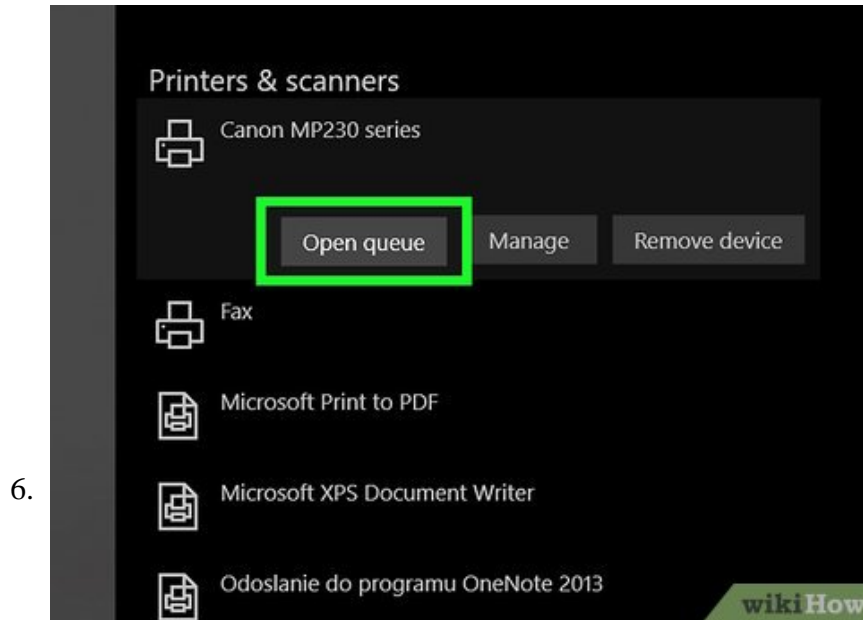 Printers & scanners
Canon MP230 series
Open queue Manage Remove device
Fax
Microsoft Print to PDF
6.
Microsoft XPS Document Writer
Odoslanie do programu OneNote 2013
wikiHow